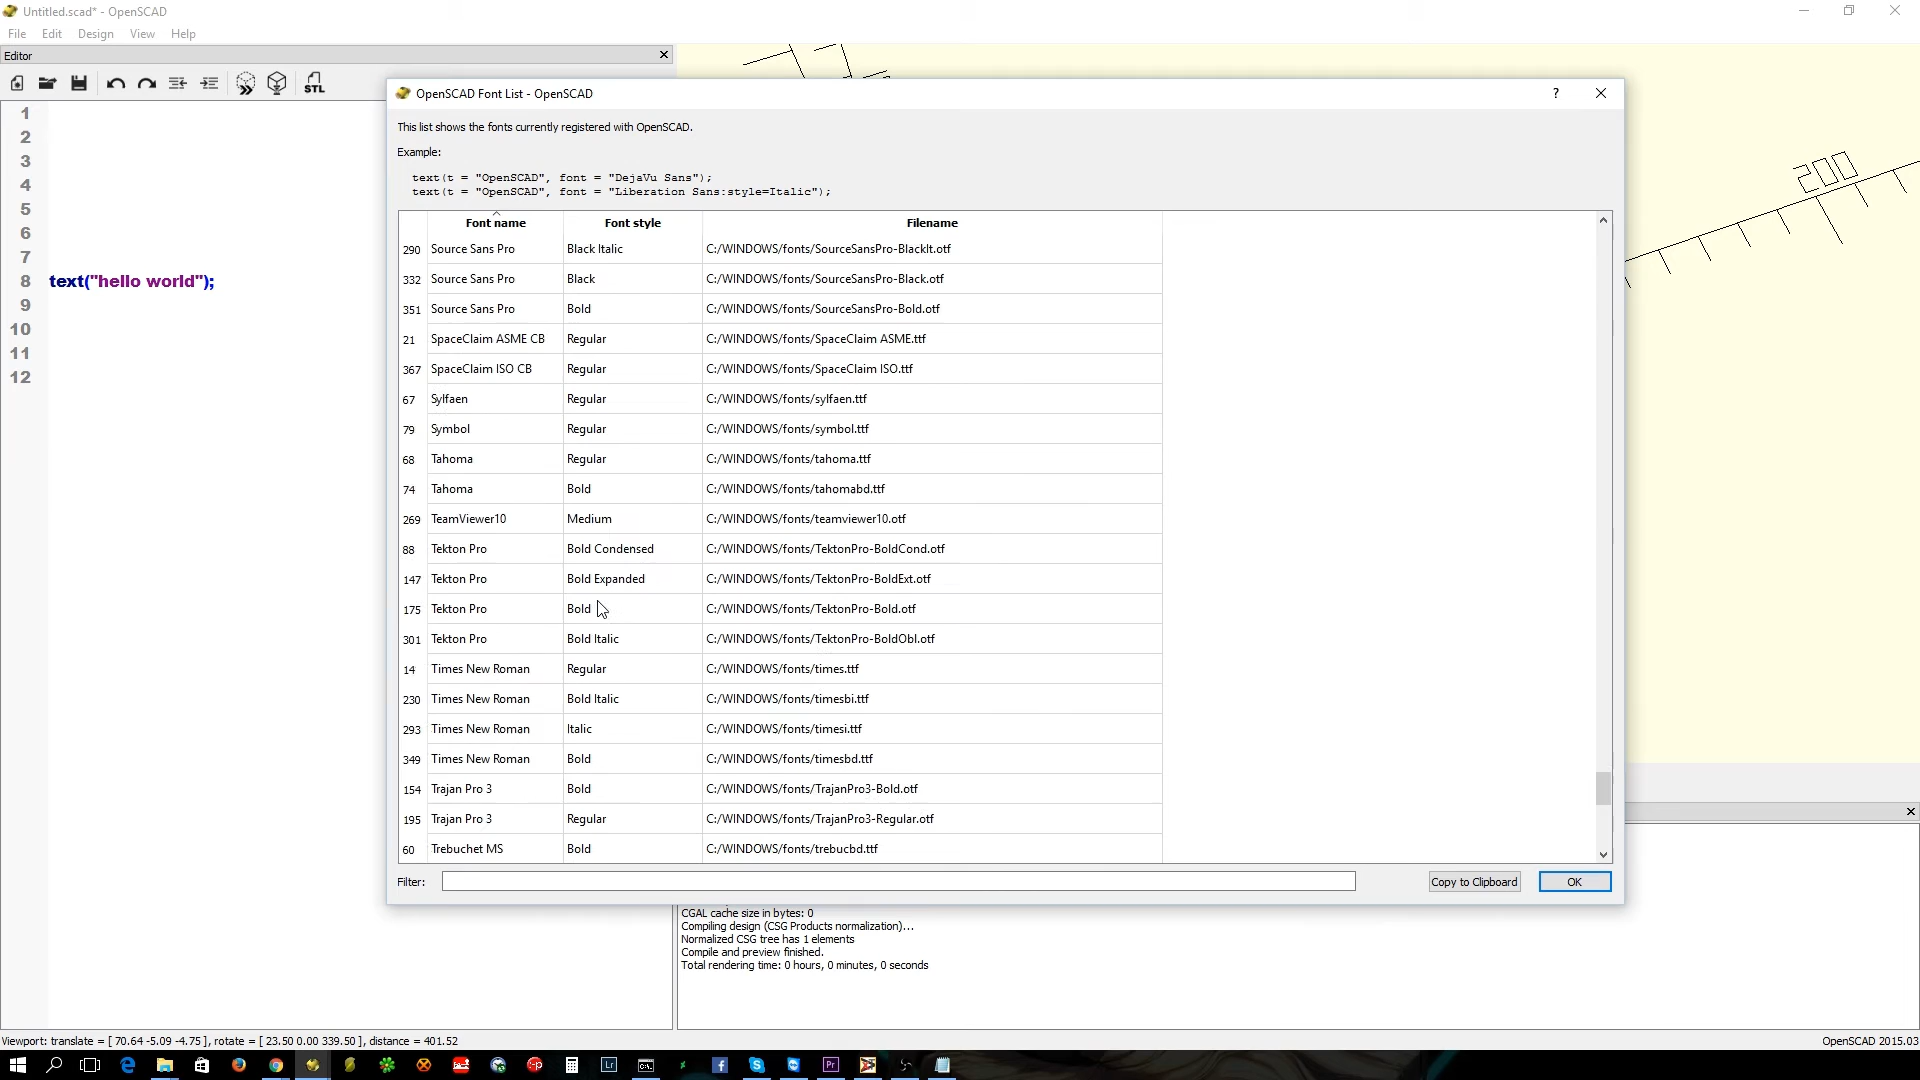 Untitled.scad* - OpenSCAD
File Edit Design View Help
Editor
STL
1
2
3
4
5
6
7
8 text("hello world");
9
10
11
12
200
OpenSCAD Font List - OpenSCAD
This list shows the fonts currently registered with OpenSCAD.
Example:
text(t = "OpenSCAD", font = "DejaVu Sans");
text(t = "OpenSCAD", font = "Liberation Sans:style=Italic");
Font name Font style Filename
290 Source Sans Pro Black Italic C:/WINDOWS/fonts/SourceSansPro-BlackIt.otf
332 Source Sans Pro Black C:/WINDOWS/fonts/SourceSansPro-Black.otf
351 Source Sans Pro Bold C:/WINDOWS/fonts/SourceSansPro-Bold.otf
21 SpaceClaim ASME CB Regular C:/WINDOWS/fonts/SpaceClaim ASME.ttf
367 SpaceClaim ISO CB Regular C:/WINDOWS/fonts/SpaceClaim ISO.ttf
67 Sylfaen Regular C:/WINDOWS/fonts/sylfaen.ttf
79 Symbol Regular C:/WINDOWS/fonts/symbol.ttf
68 Tahoma Regular C:/WINDOWS/fonts/tahoma.ttf
74 Tahoma Bold C:/WINDOWS/fonts/tahomabd.ttf
269 TeamViewer10 Medium C:/WINDOWS/fonts/teamviewer10.otf
88 Tekton Pro Bold Condensed C:/WINDOWS/fonts/TektonPro-BoldCond.otf
147 Tekton Pro Bold Expanded C:/WINDOWS/fonts/TektonPro-BoldExt.otf
175 Tekton Pro Bold C:/WINDOWS/fonts/TektonPro-Bold.otf
301 Tekton Pro Bold Italic C:/WINDOWS/fonts/TektonPro-BoldObl.otf
14 Times New Roman Regular C:/WINDOWS/fonts/times.ttf
230 Times New Roman Bold Italic C:/WINDOWS/fonts/timesbi.ttf
293 Times New Roman Italic C:/WINDOWS/fonts/timesi.ttf
349 Times New Roman Bold C:/WINDOWS/fonts/timesbd.ttf
154 Trajan Pro 3 Bold C:/WINDOWS/fonts/TrajanPro3-Bold.otf
195 Trajan Pro 3 Regular C:/WINDOWS/fonts/TrajanPro3-Regular.otf
60 Trebuchet MS Bold C:/WINDOWS/fonts/trebucbd.ttf
Filter: Copy to Clipboard OK
CGAL cache size in bytes: 0
Compiling design (CSG Products normalization)...
Normalized CSG tree has 1 elements
Compile and preview finished.
Total rendering time: 0 hours, 0 minutes, 0 seconds
Viewport: translate = [ 70.64 -5.09 -4.75 ], rotate = [ 23.50 0.00 339.50 ], distance = 401.52 OpenSCAD 2015.03
Lr
Pr